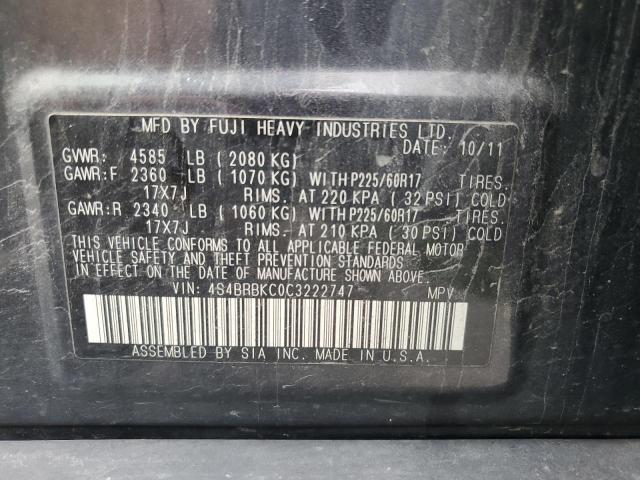 MFD BY FUJI HEAVY INDUSTRIES LTD.
DATE: 10/11
GVWR: 4585 LB (2080 KG)
GAWR:F 2360 LB (1070 KG) WITH P225/60R17 TIRES.
17X7J RIMS. AT 220 KPA (32 PSI) COLD
GAWR:R 2340 LB (1060 KG) WITH P225/60R17 TIRES.
17X7J RIMS. AT 210 KPA (30 PSI) COLD
THIS VEHICLE CONFORMS TO ALL APPLICABLE FEDERAL MOTOR
VEHICLE SAFETY AND THEFT PREVENTION STANDARDS
IN EFFECT ON THE DATE OF MANUFACTURE SHOWN ABOVE.
VIN: 4S4BRBKC0C3222747 MPV
ASSEMBLED BY SIA INC. MADE IN U.S.A.